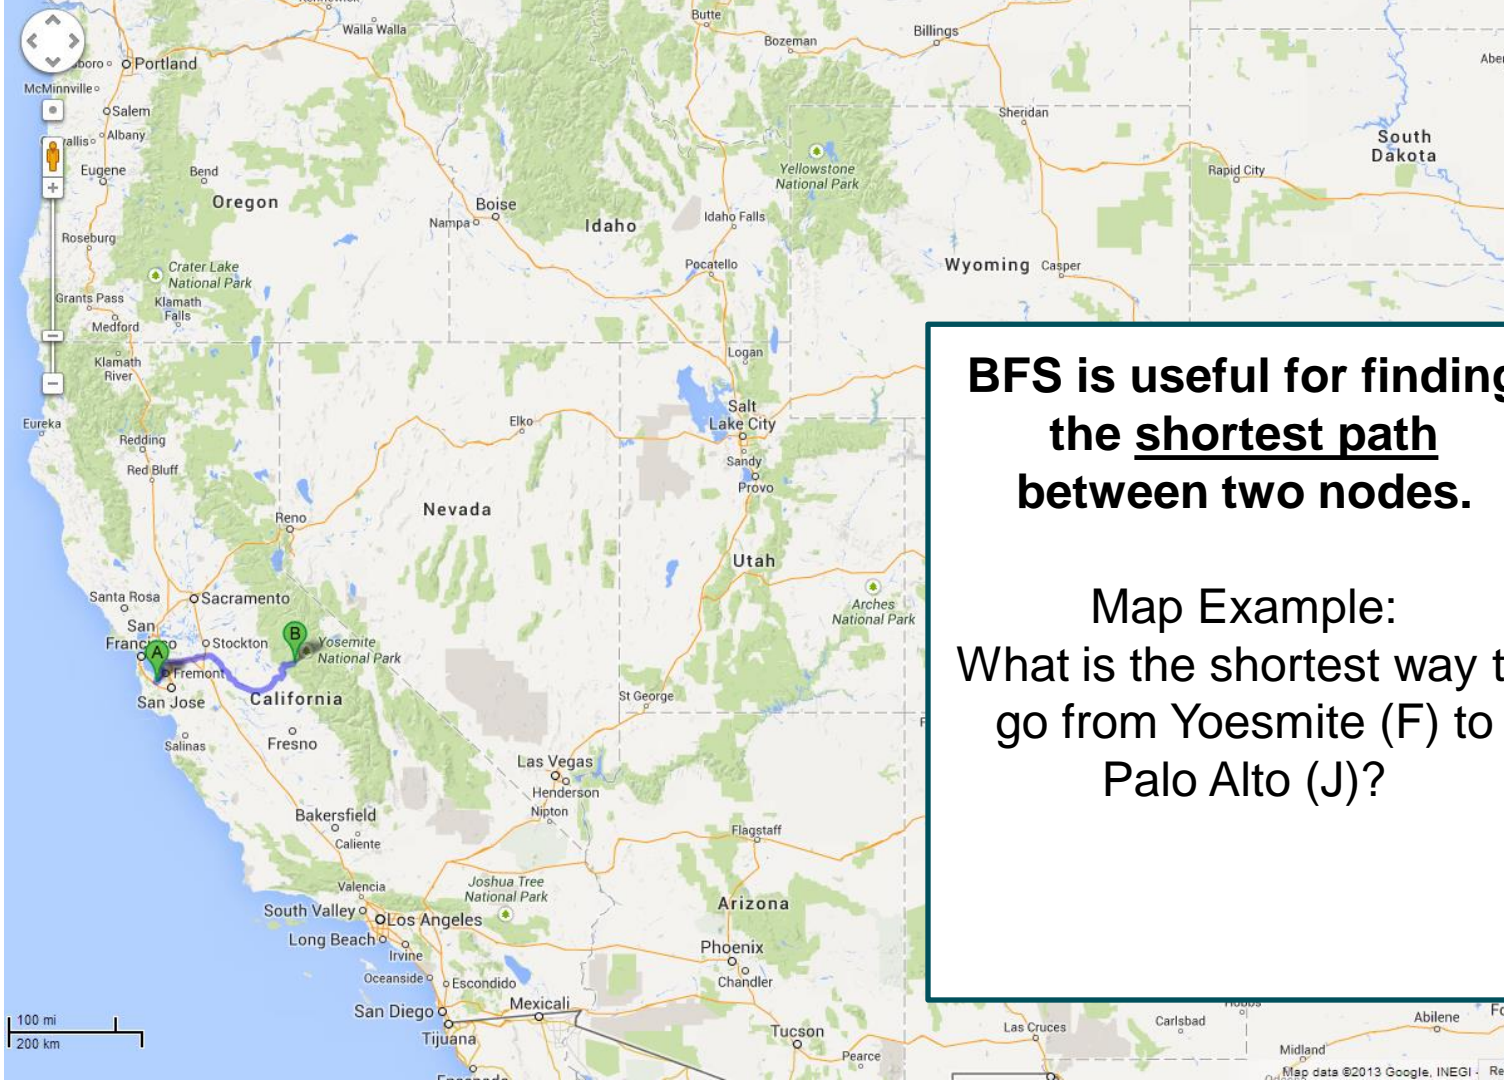 Butte
Walla Walla
Billings
Bozeman
Portland
McMinnville
Salem
Albany
Sheridan
South
Dakota
Eugene
Bend
Yellowstone
National Park
Rapid City
Oregon
Boise
Nampa
Idaho
Idaho Falls
Roseburg
Crater Lake
National Park
Pocatello
Wyoming
Casper
Grants Pass
Klamath
Falls
Medford
Klamath
River
Logan
Eureka
Redding
Elko
Salt
Lake City
Red Bluff
Sandy
Provo
Nevada
Reno
Utah
Santa Rosa
Sacramento
Arches
National Park
San
Stockton
B
Yosemite
National Park
A
Fremont
San Jose
California
St George
Salinas
Fresno
Las Vegas
Henderson
Nipton
Bakersfield
Caliente
Flagstaff
Valencia
Joshua Tree
National Park
South Valley
Los Angeles
Arizona
Long Beach
Irvine
Phoenix
Chandler
Oceanside
Escondido
Mexicali
San Diego
Tijuana
Tucson
Pearce
Las Cruces
Carlsbad
Abilene
Midland
100 mi
200 km
Map data ©2013 Google, INEGI -
BFS is useful for finding
the shortest path
between two nodes.
Map Example:
What is the shortest way t
go from Yoesmite (F) to
Palo Alto (J)?